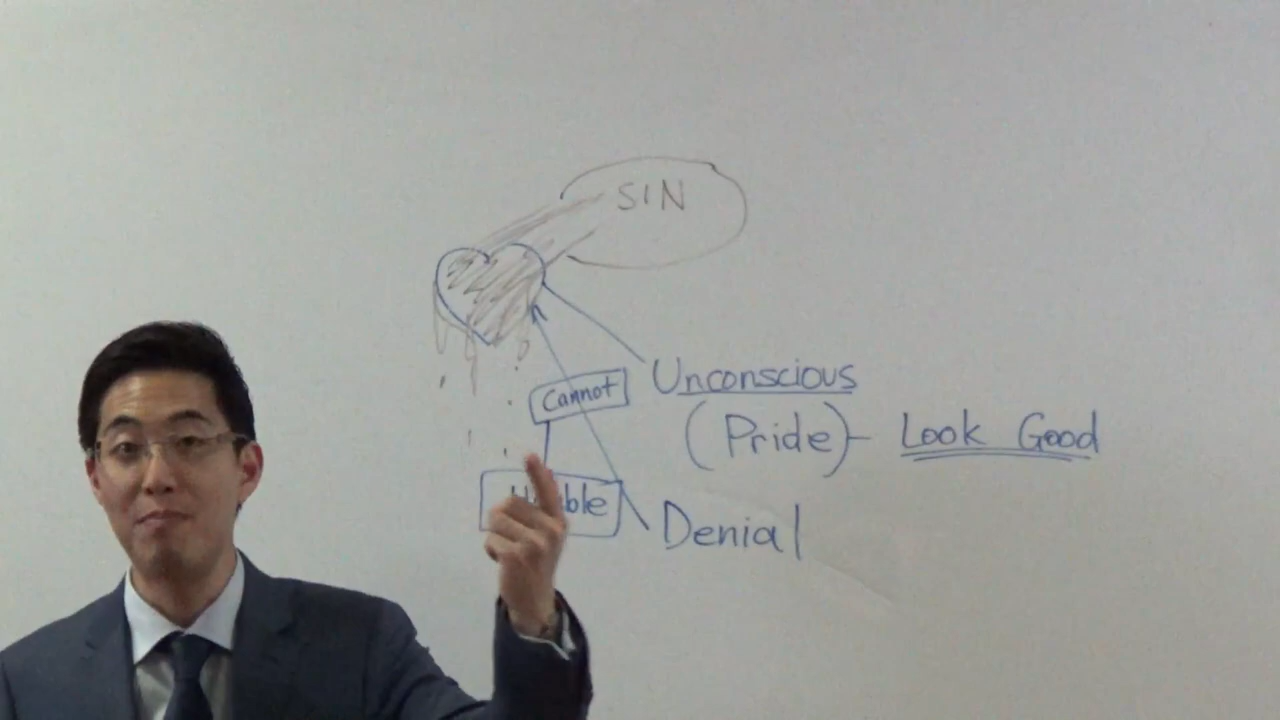 SIN
Unconscious
Cannot
(Pride) - Look Good
Denial